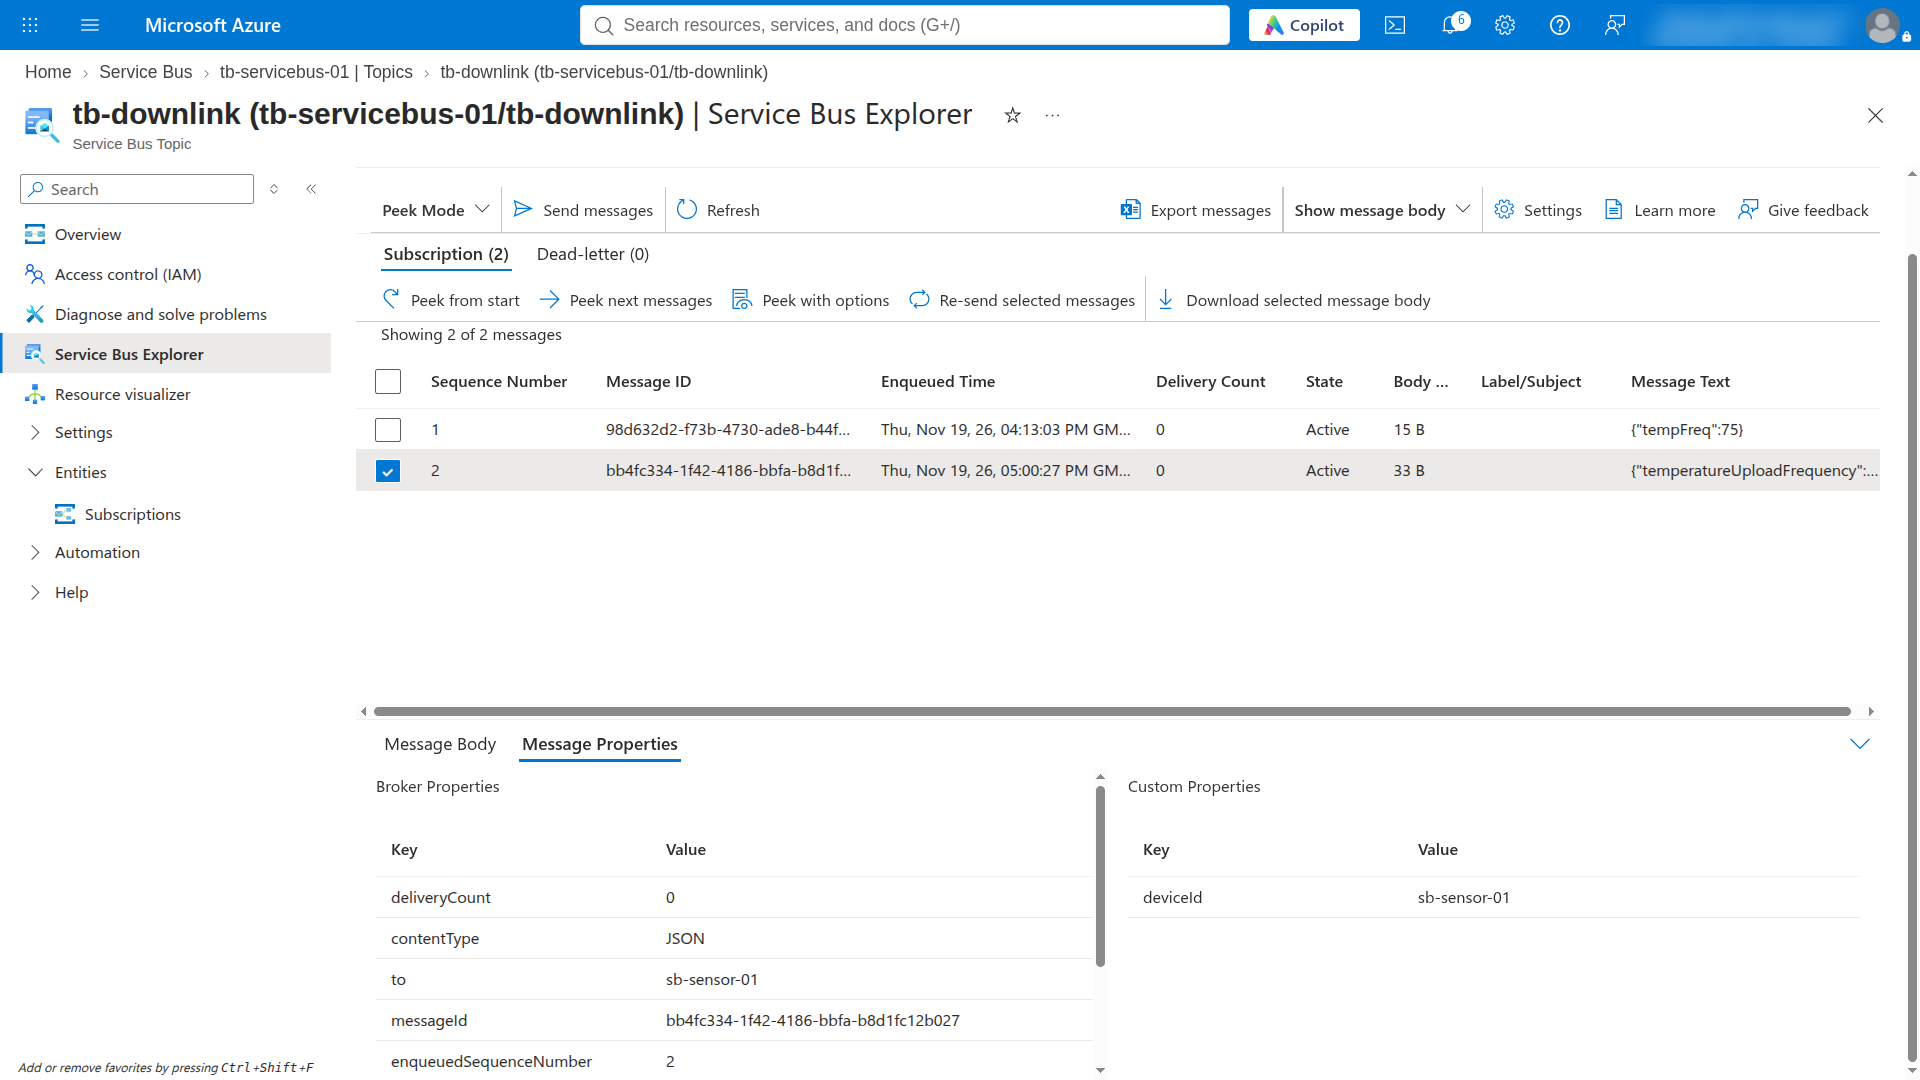 Microsoft Azure
Search resources, services, and docs (G+/)
Copilot
6
Home › Service Bus › tb-servicebus-01 | Topics › tb-downlink (tb-servicebus-01/tb-downlink)
tb-downlink (tb-servicebus-01/tb-downlink) | Service Bus Explorer
Service Bus Topic
Search
Overview
Access control (IAM)
Diagnose and solve problems
Service Bus Explorer
Resource visualizer
Settings
Entities
Subscriptions
Automation
Help
Add or remove favorites by pressing Ctrl+Shift+F
Peek Mode Send messages Refresh Export messages Show message body Settings Learn more Give feedback
Subscription (2) Dead-letter (0)
Peek from start Peek next messages Peek with options Re-send selected messages Download selected message body
Showing 2 of 2 messages
Sequence Number Message ID Enqueued Time Delivery Count State Body ... Label/Subject Message Text
1 98d632d2-f73b-4730-ade8-b44f... Thu, Nov 19, 26, 04:13:03 PM GM... 0 Active 15 B {"tempFreq":75}
2 bb4fc334-1f42-4186-bbfa-b8d1f... Thu, Nov 19, 26, 05:00:27 PM GM... 0 Active 33 B {"temperatureUploadFrequency":...
Message Body Message Properties
Broker Properties
Key Value
deliveryCount 0
contentType JSON
to sb-sensor-01
messageId bb4fc334-1f42-4186-bbfa-b8d1fc12b027
enqueuedSequenceNumber 2
Custom Properties
Key Value
deviceId sb-sensor-01